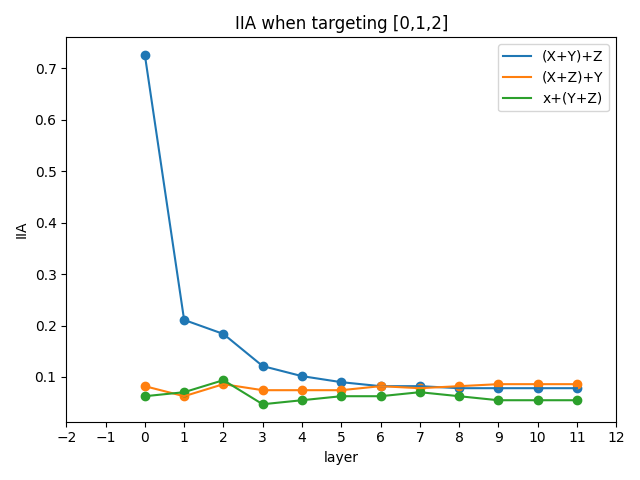 IIA when targeting [0,1,2]
(X+Y)+Z
(X+Z)+Y
x+(Y+Z)
0.7
0.6
0.5
0.4
0.3
0.2
0.1
IIA
−2 −1 0 1 2 3 4 5 6 7 8 9 10 11 12
layer